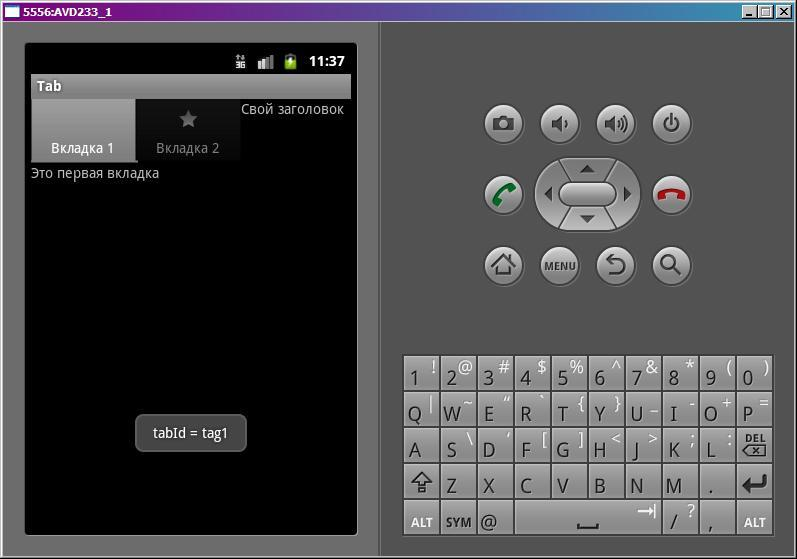 5556:AVD233_1
3G 11:37
Tab
Вкладка 1 Вкладка 2 Свой заголовок
Это первая вкладка
tabId = tag1
MENU
1 ! 2 @ 3 # 4 $ 5 % 6 ^ 7 & 8 * 9 ( 0 )
Q | W ~ E “ R ` T { Y } U _ I - O + P =
A S \ D ‘ F [ G ] H < J > K ; L : DEL
Z X C V B N M .
ALT SYM @ / ? , ALT